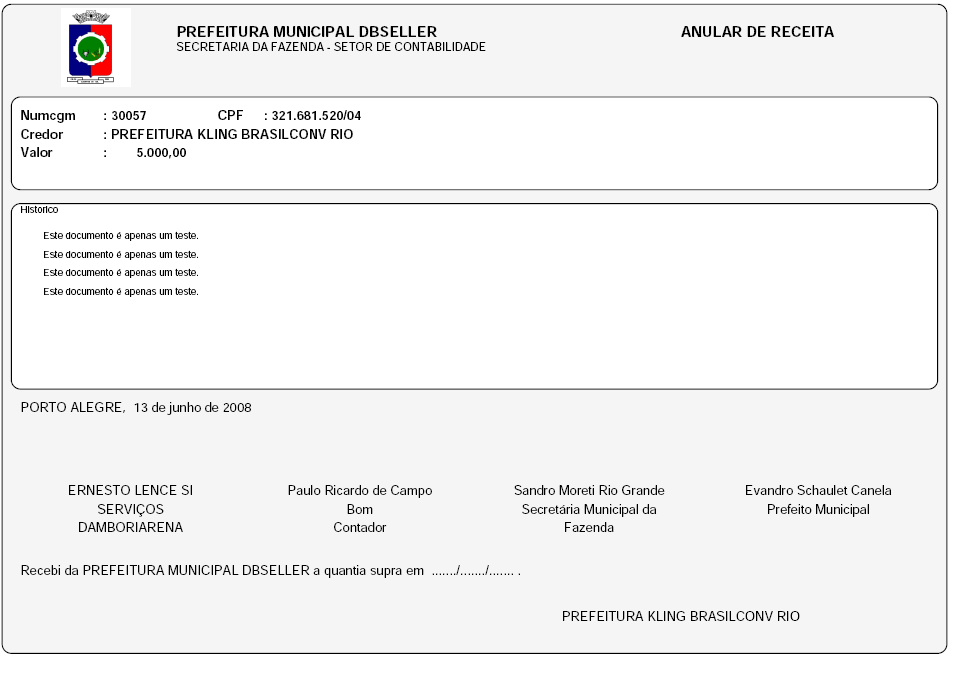 PREFEITURA MUNICIPAL DBSELLER
ANULAR DE RECEITA
SECRETARIA DA FAZENDA - SETOR DE CONTABILIDADE
Numcgm : 30057 CPF : 321.681.520/04
Credor : PREFEITURA KLING BRASILCONV RIO
Valor : 5.000,00
Historico
Este documento é apenas um teste.
Este documento é apenas um teste.
Este documento é apenas um teste.
Este documento é apenas um teste.
PORTO ALEGRE, 13 de junho de 2008
ERNESTO LENCE SI
SERVIÇOS
DAMBORIARENA
Paulo Ricardo de Campo
Bom
Contador
Sandro Moreti Rio Grande
Secretária Municipal da
Fazenda
Evandro Schaulet Canela
Prefeito Municipal
Recebi da PREFEITURA MUNICIPAL DBSELLER a quantia supra em ......./......./....... .
PREFEITURA KLING BRASILCONV RIO